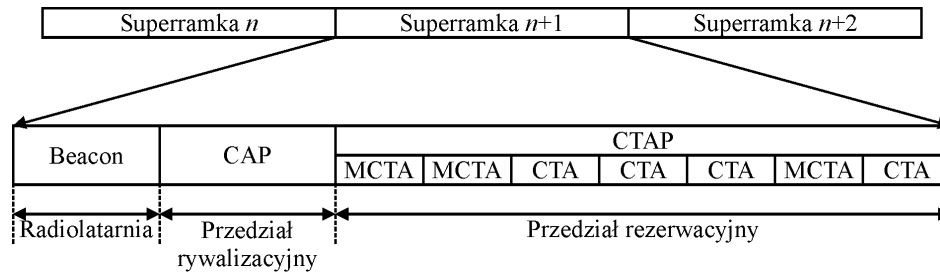 Superramka n Superramka n+1 Superramka n+2
Beacon CAP CTAP
MCTA MCTA CTA CTA CTA MCTA CTA
Radiolatarnia Przedział rywalizacyjny Przedział rezerwacyjny